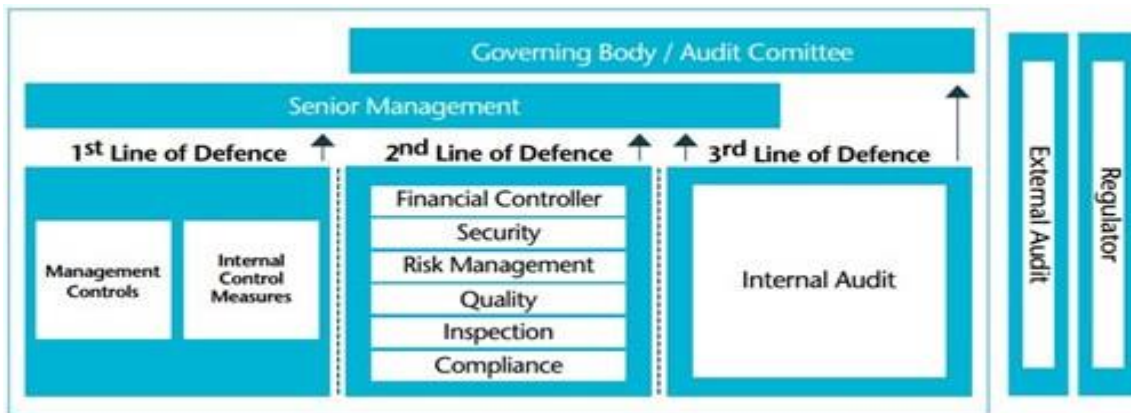 Governing Body / Audit Comittee
Senior Management
1st Line of Defence
2nd Line of Defence
3rd Line of Defence
Management
Controls
Internal
Control
Measures
Financial Controller
Security
Risk Management
Quality
Inspection
Compliance
Internal Audit
External Audit
Regulator